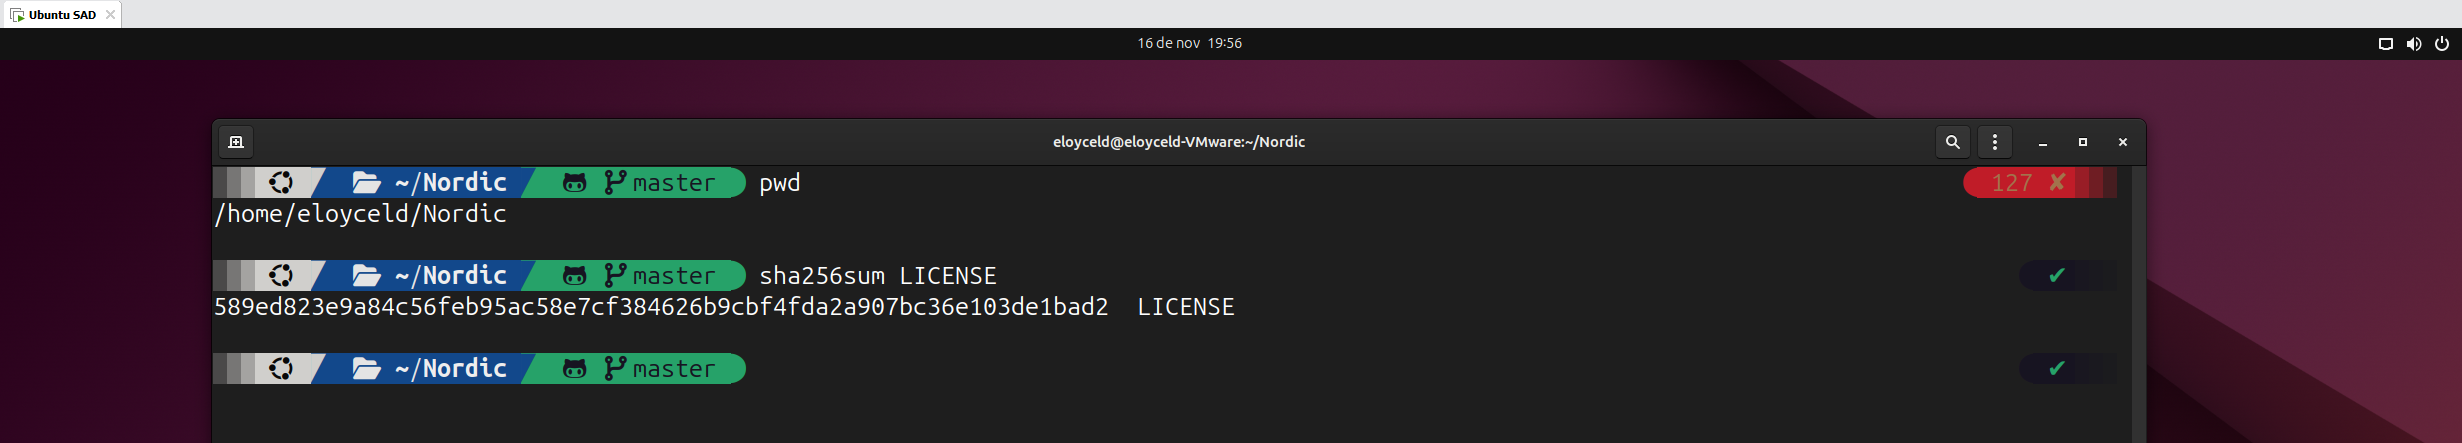 Ubuntu SAD
16 de nov 19:56
eloyceld@eloyceld-VMware:~/Nordic
~/Nordic master pwd 127 ✘
/home/eloyceld/Nordic
~/Nordic master sha256sum LICENSE ✔
589ed823e9a84c56feb95ac58e7cf384626b9cbf4fda2a907bc36e103de1bad2  LICENSE
~/Nordic master ✔